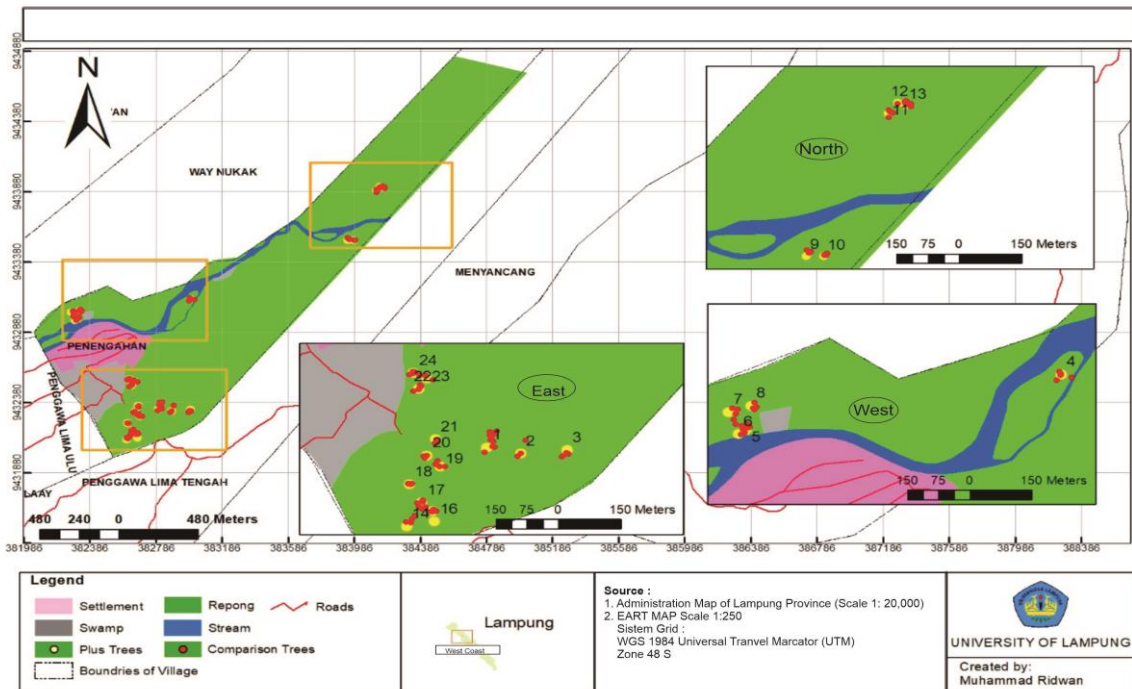 N
'AN
WAY NUKAK
MENYANCANG
PENENGAHAN
PENGGAWA LIMA ULU
PENGGAWA LIMA TENGAH
LAAY
480 240 0 480 Meters
9434880
9434380
9433880
9433380
9432880
9432380
9431880
381986 382386 382786 383186 383586 383986 384386 384786 385186 385586 385986 386386 386786 387186 387586 387986 388386
12 13
11
North
9 10
150 75 0 150 Meters
24
22 23
East
21
1
2
3
20
19
18
17
16
14
150 75 0 150
Meters
4
7 8
West
6
5
150 75 0 150
Meters
Legend
Settlement
Repong
Roads
Swamp
Stream
Plus Trees
Comparison Trees
Boundries of Village
Lampung
West Coast
Source :
1. Administration Map of Lampung Province (Scale 1: 20,000)
2. EART MAP Scale 1:250
Sistem Grid :
WGS 1984 Universal Tranvel Marcator (UTM)
Zone 48 S
UNIVERSITY OF LAMPUNG
Created by:
Muhammad Ridwan